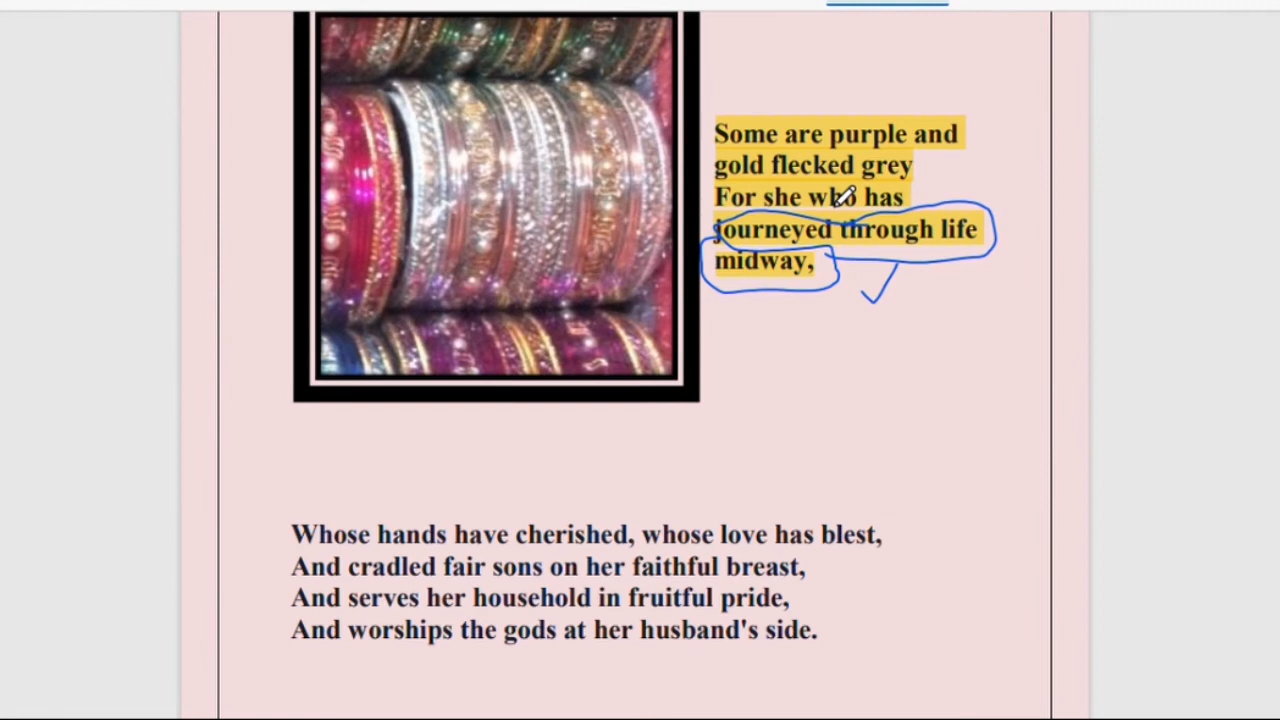 Some are purple and
gold flecked grey
For she who has
journeyed through life
midway,
Whose hands have cherished, whose love has blest,
And cradled fair sons on her faithful breast,
And serves her household in fruitful pride,
And worships the gods at her husband's side.